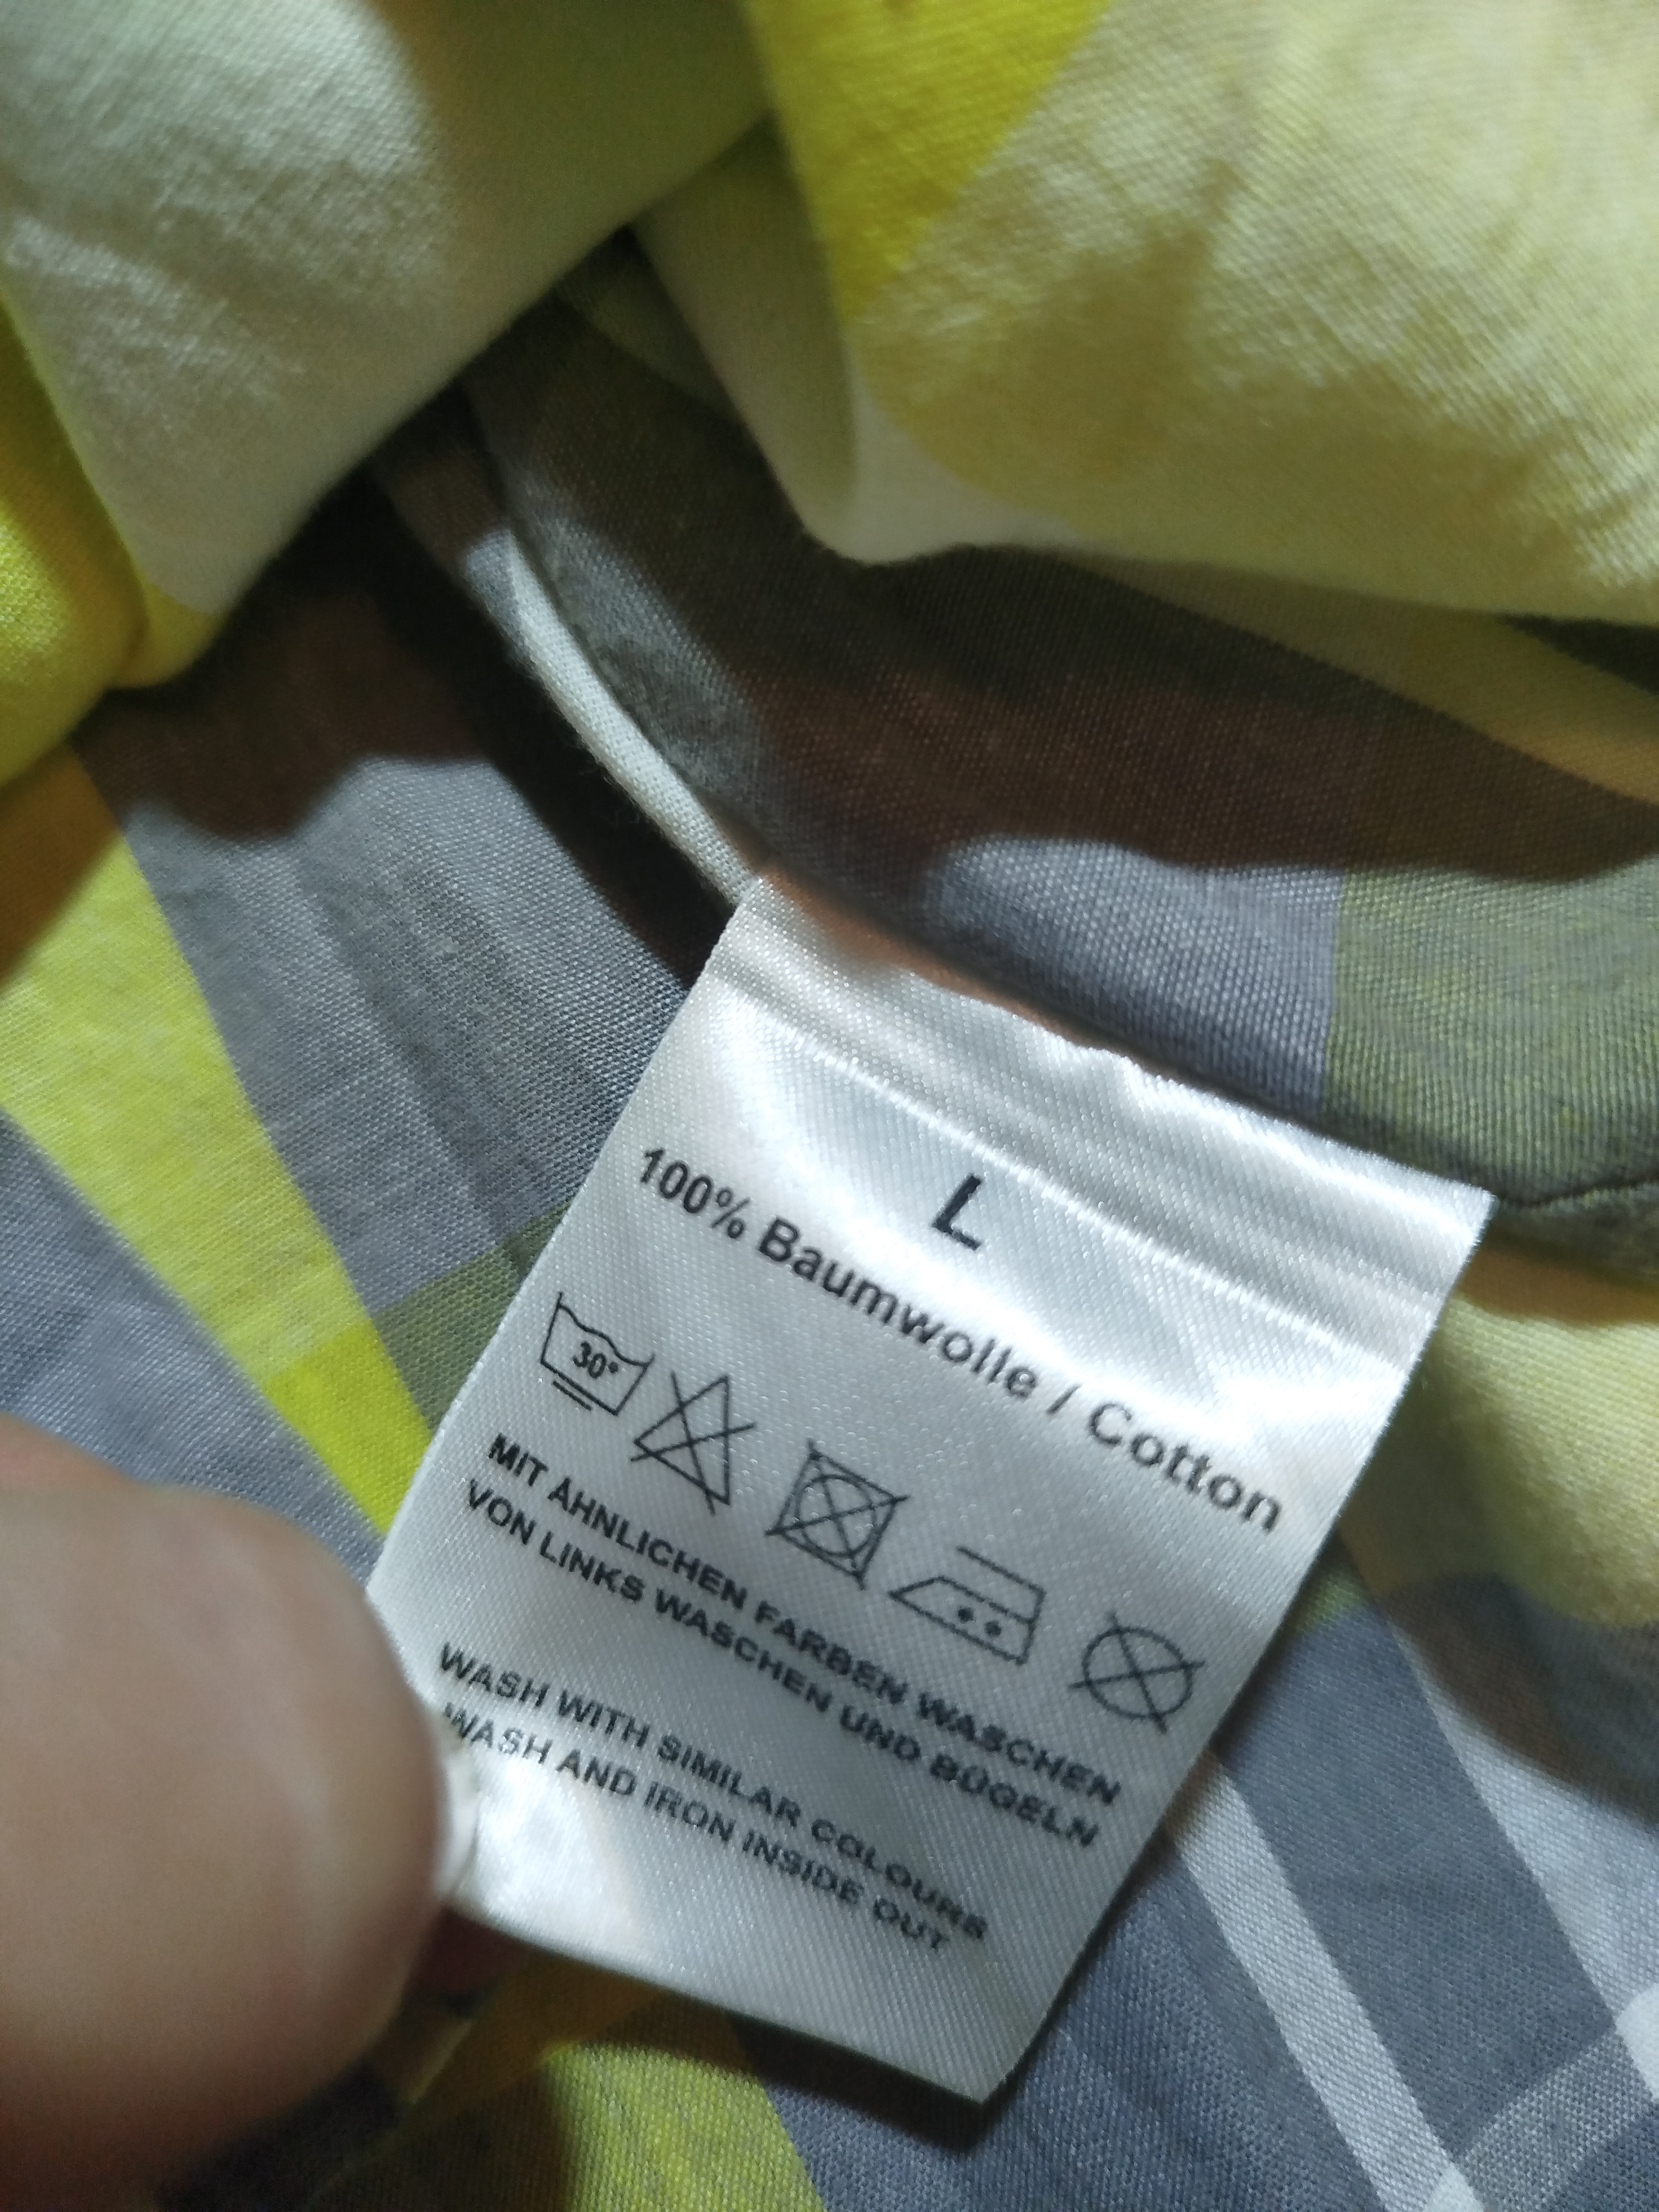 L
100% Baumwolle / Cotton
30°
MIT ÄHNLICHEN FARBEN WASCHEN
VON LINKS WASCHEN UND BÜGELN
WASH WITH SIMILAR COLOURS
WASH AND IRON INSIDE OUT